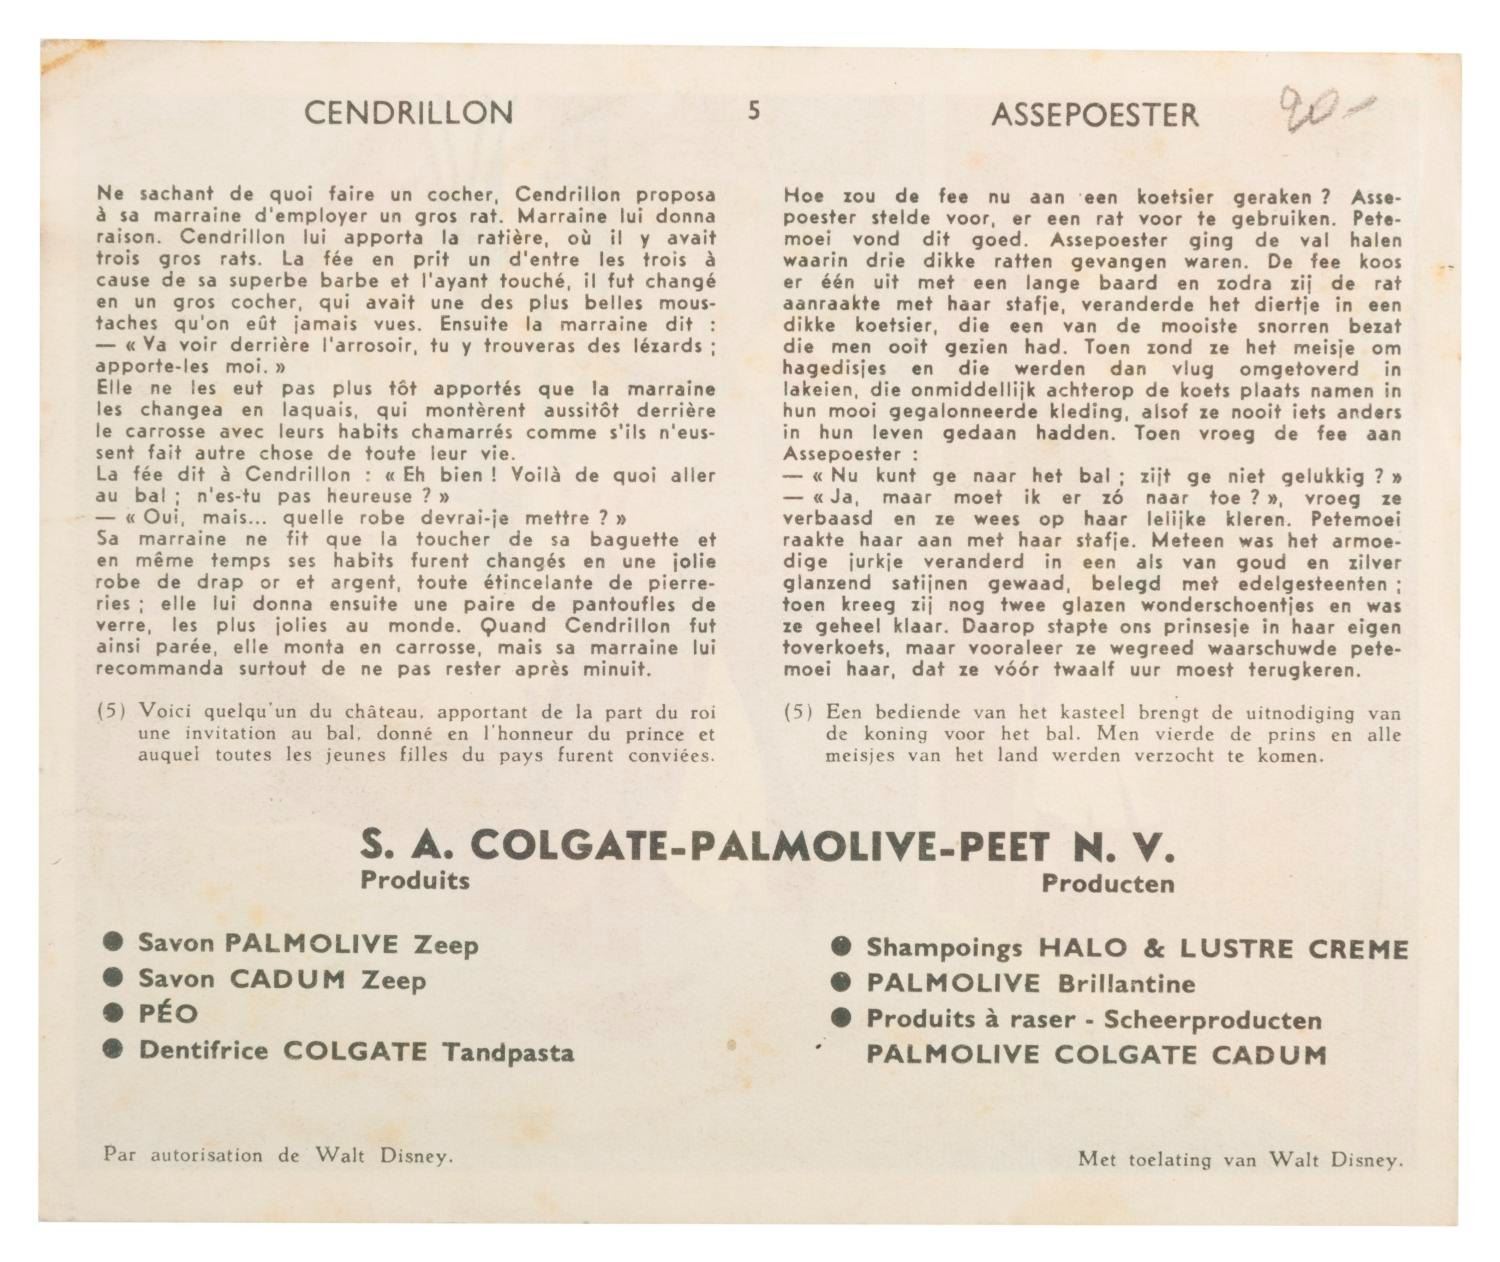 CENDRILLON
5
ASSEPOESTER
20-
Ne sachant de quoi faire un cocher, Cendrillon proposa
à sa marraine d'employer un gros rat. Marraine lui donna
raison. Cendrillon lui apporta la ratière, où il y avait
trois gros rats. La fée en prit un d'entre les trois à
cause de sa superbe barbe et l'ayant touché, il fut changé
en un gros cocher, qui avait une des plus belles mous-
taches qu'on eût jamais vues. Ensuite la marraine dit :
— « Va voir derrière l'arrosoir, tu y trouveras des lézards ;
apporte-les moi. »
Elle ne les eut pas plus tôt apportés que la marraine
les changea en laquais, qui montèrent aussitôt derrière
le carrosse avec leurs habits chamarrés comme s'ils n'eus-
sent fait autre chose de toute leur vie.
La fée dit à Cendrillon : « Eh bien ! Voilà de quoi aller
au bal ; n'es-tu pas heureuse ? »
— « Oui, mais... quelle robe devrai-je mettre ? »
Sa marraine ne fit que la toucher de sa baguette et
en même temps ses habits furent changés en une jolie
robe de drap or et argent, toute étincelante de pierre-
ries ; elle lui donna ensuite une paire de pantoufles de
verre, les plus jolies au monde. Quand Cendrillon fut
ainsi parée, elle monta en carrosse, mais sa marraine lui
recommanda surtout de ne pas rester après minuit.
(5) Voici quelqu'un du château, apportant de la part du roi
une invitation au bal, donné en l'honneur du prince et
auquel toutes les jeunes filles du pays furent conviées.
Hoe zou de fee nu aan een koetsier geraken ? Asse-
poester stelde voor, er een rat voor te gebruiken. Pete-
moei vond dit goed. Assepoester ging de val halen
waarin drie dikke ratten gevangen waren. De fee koos
er één uit met een lange baard en zodra zij de rat
aanraakte met haar stafje, veranderde het diertje in een
dikke koetsier, die een van de mooiste snorren bezat
die men ooit gezien had. Toen zond ze het meisje om
hagedisjes en die werden dan vlug omgetoverd in
lakeien, die onmiddellijk achterop de koets plaats namen in
hun mooi gegalonneerde kleding, alsof ze nooit iets anders
in hun leven gedaan hadden. Toen vroeg de fee aan
Assepoester :
— « Nu kunt ge naar het bal ; zijt ge niet gelukkig ? »
— « Ja, maar moet ik er zó naar toe ? », vroeg ze
verbaasd en ze wees op haar lelijke kleren. Petemoei
raakte haar aan met haar stafje. Meteen was het armoe-
dige jurkje veranderd in een als van goud en zilver
glanzend satijnen gewaad, belegd met edelgesteenten ;
toen kreeg zij nog twee glazen wonderschoentjes en was
ze geheel klaar. Daarop stapte ons prinsesje in haar eigen
toverkoets, maar vooraleer ze wegreed waarschuwde pete-
moei haar, dat ze vóór twaalf uur moest terugkeren.
(5) Een bediende van het kasteel brengt de uitnodiging van
de koning voor het bal. Men vierde de prins en alle
meisjes van het land werden verzocht te komen.
S. A. COLGATE-PALMOLIVE-PEET N. V.
Produits
Producten
● Savon PALMOLIVE Zeep
● Savon CADUM Zeep
● PÉO
● Dentifrice COLGATE Tandpasta
● Shampoings HALO & LUSTRE CREME
● PALMOLIVE Brillantine
● Produits à raser - Scheerproducten
PALMOLIVE COLGATE CADUM
Par autorisation de Walt Disney.
Met toelating van Walt Disney.